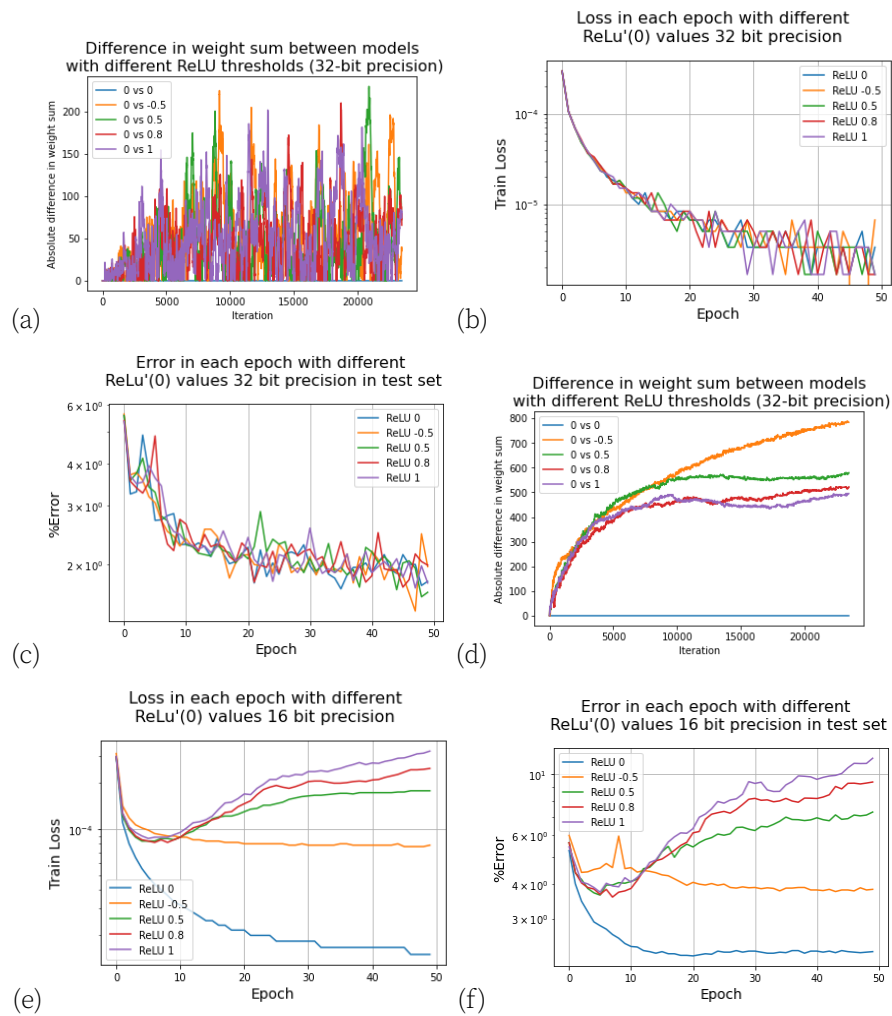 Difference in weight sum between models
with different ReLU thresholds (32-bit precision)
Absolute difference in weight sum
200
150
100
50
0
0 vs 0
0 vs -0.5
0 vs 0.5
0 vs 0.8
0 vs 1
0 5000 10000 15000 20000
Iteration
(a)
Loss in each epoch with different
ReLU'(0) values 32 bit precision
Train Loss
10⁻⁴
10⁻⁵
ReLU 0
ReLU -0.5
ReLU 0.5
ReLU 0.8
ReLU 1
0 10 20 30 40 50
Epoch
(b)
Error in each epoch with different
ReLu'(0) values 32 bit precision in test set
%Error
6 × 10⁰
4 × 10⁰
3 × 10⁰
2 × 10⁰
ReLU 0
ReLU -0.5
ReLU 0.5
ReLU 0.8
ReLU 1
0 10 20 30 40 50
Epoch
(c)
Difference in weight sum between models
with different ReLU thresholds (32-bit precision)
Absolute difference in weight sum
800
700
600
500
400
300
200
100
0
0 vs 0
0 vs -0.5
0 vs 0.5
0 vs 0.8
0 vs 1
0 5000 10000 15000 20000
Iteration
(d)
Loss in each epoch with different
ReLu'(0) values 16 bit precision
Train Loss
10⁻⁴
ReLU 0
ReLU -0.5
ReLU 0.5
ReLU 0.8
ReLU 1
0 10 20 30 40 50
Epoch
(e)
Error in each epoch with different
ReLU'(0) values 16 bit precision in test set
%Error
10¹
6 × 10⁰
4 × 10⁰
3 × 10⁰
ReLU 0
ReLU -0.5
ReLU 0.5
ReLU 0.8
ReLU 1
0 10 20 30 40 50
Epoch
(f)